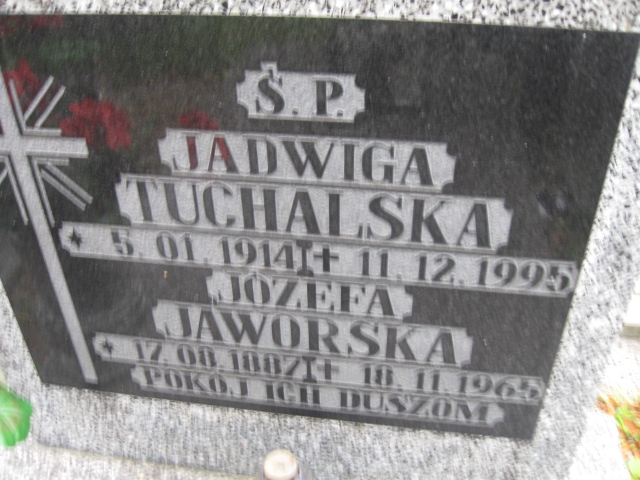 Ś. P.
JADWIGA
TUCHALSKA
* 5. 01. 1914 ✝ 11. 12. 1995
JÓZEFA
JAWORSKA
* 17. 08. 1887 ✝ 18. 11. 1965
POKÓJ ICH DUSZOM